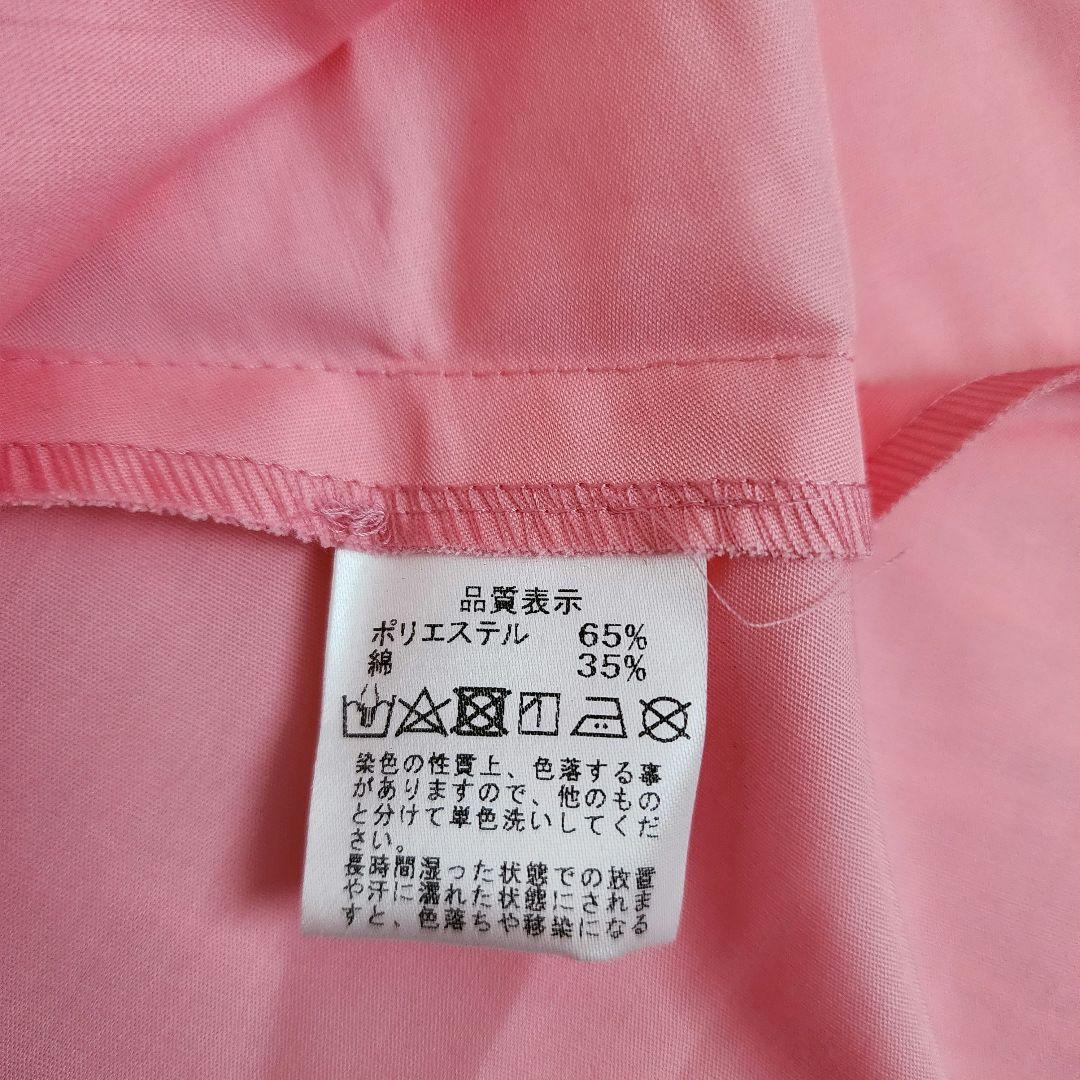 品質表示
ポリエステル 65%
綿 35%
染色の性質上、色落する事
がありますので、他のもの
と分けて単色洗いしてくだ
さい。
長時間湿った状態での放置
や汗に濡れた状態にされま
すと、色落ちや移染になる